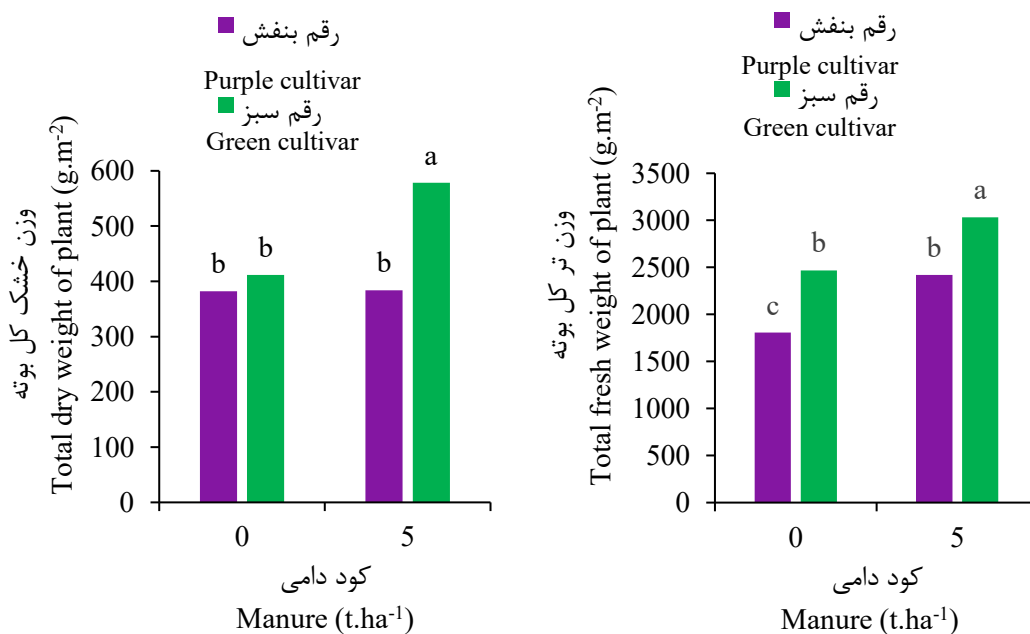 رقم بنفش
Purple cultivar
رقم سبز
Green cultivar
وزن خشک کل بوته
Total dry weight of plant (g.m-2)
600
500
400
300
200
100
0
b
b
b
a
0
5
کود دامی
Manure (t.ha-1)
رقم بنفش
Purple cultivar
رقم سبز
Green cultivar
وزن تر کل بوته
Total fresh weight of plant (g.m-2)
3500
3000
2500
2000
1500
1000
500
0
c
b
b
a
0
5
کود دامی
Manure (t.ha-1)